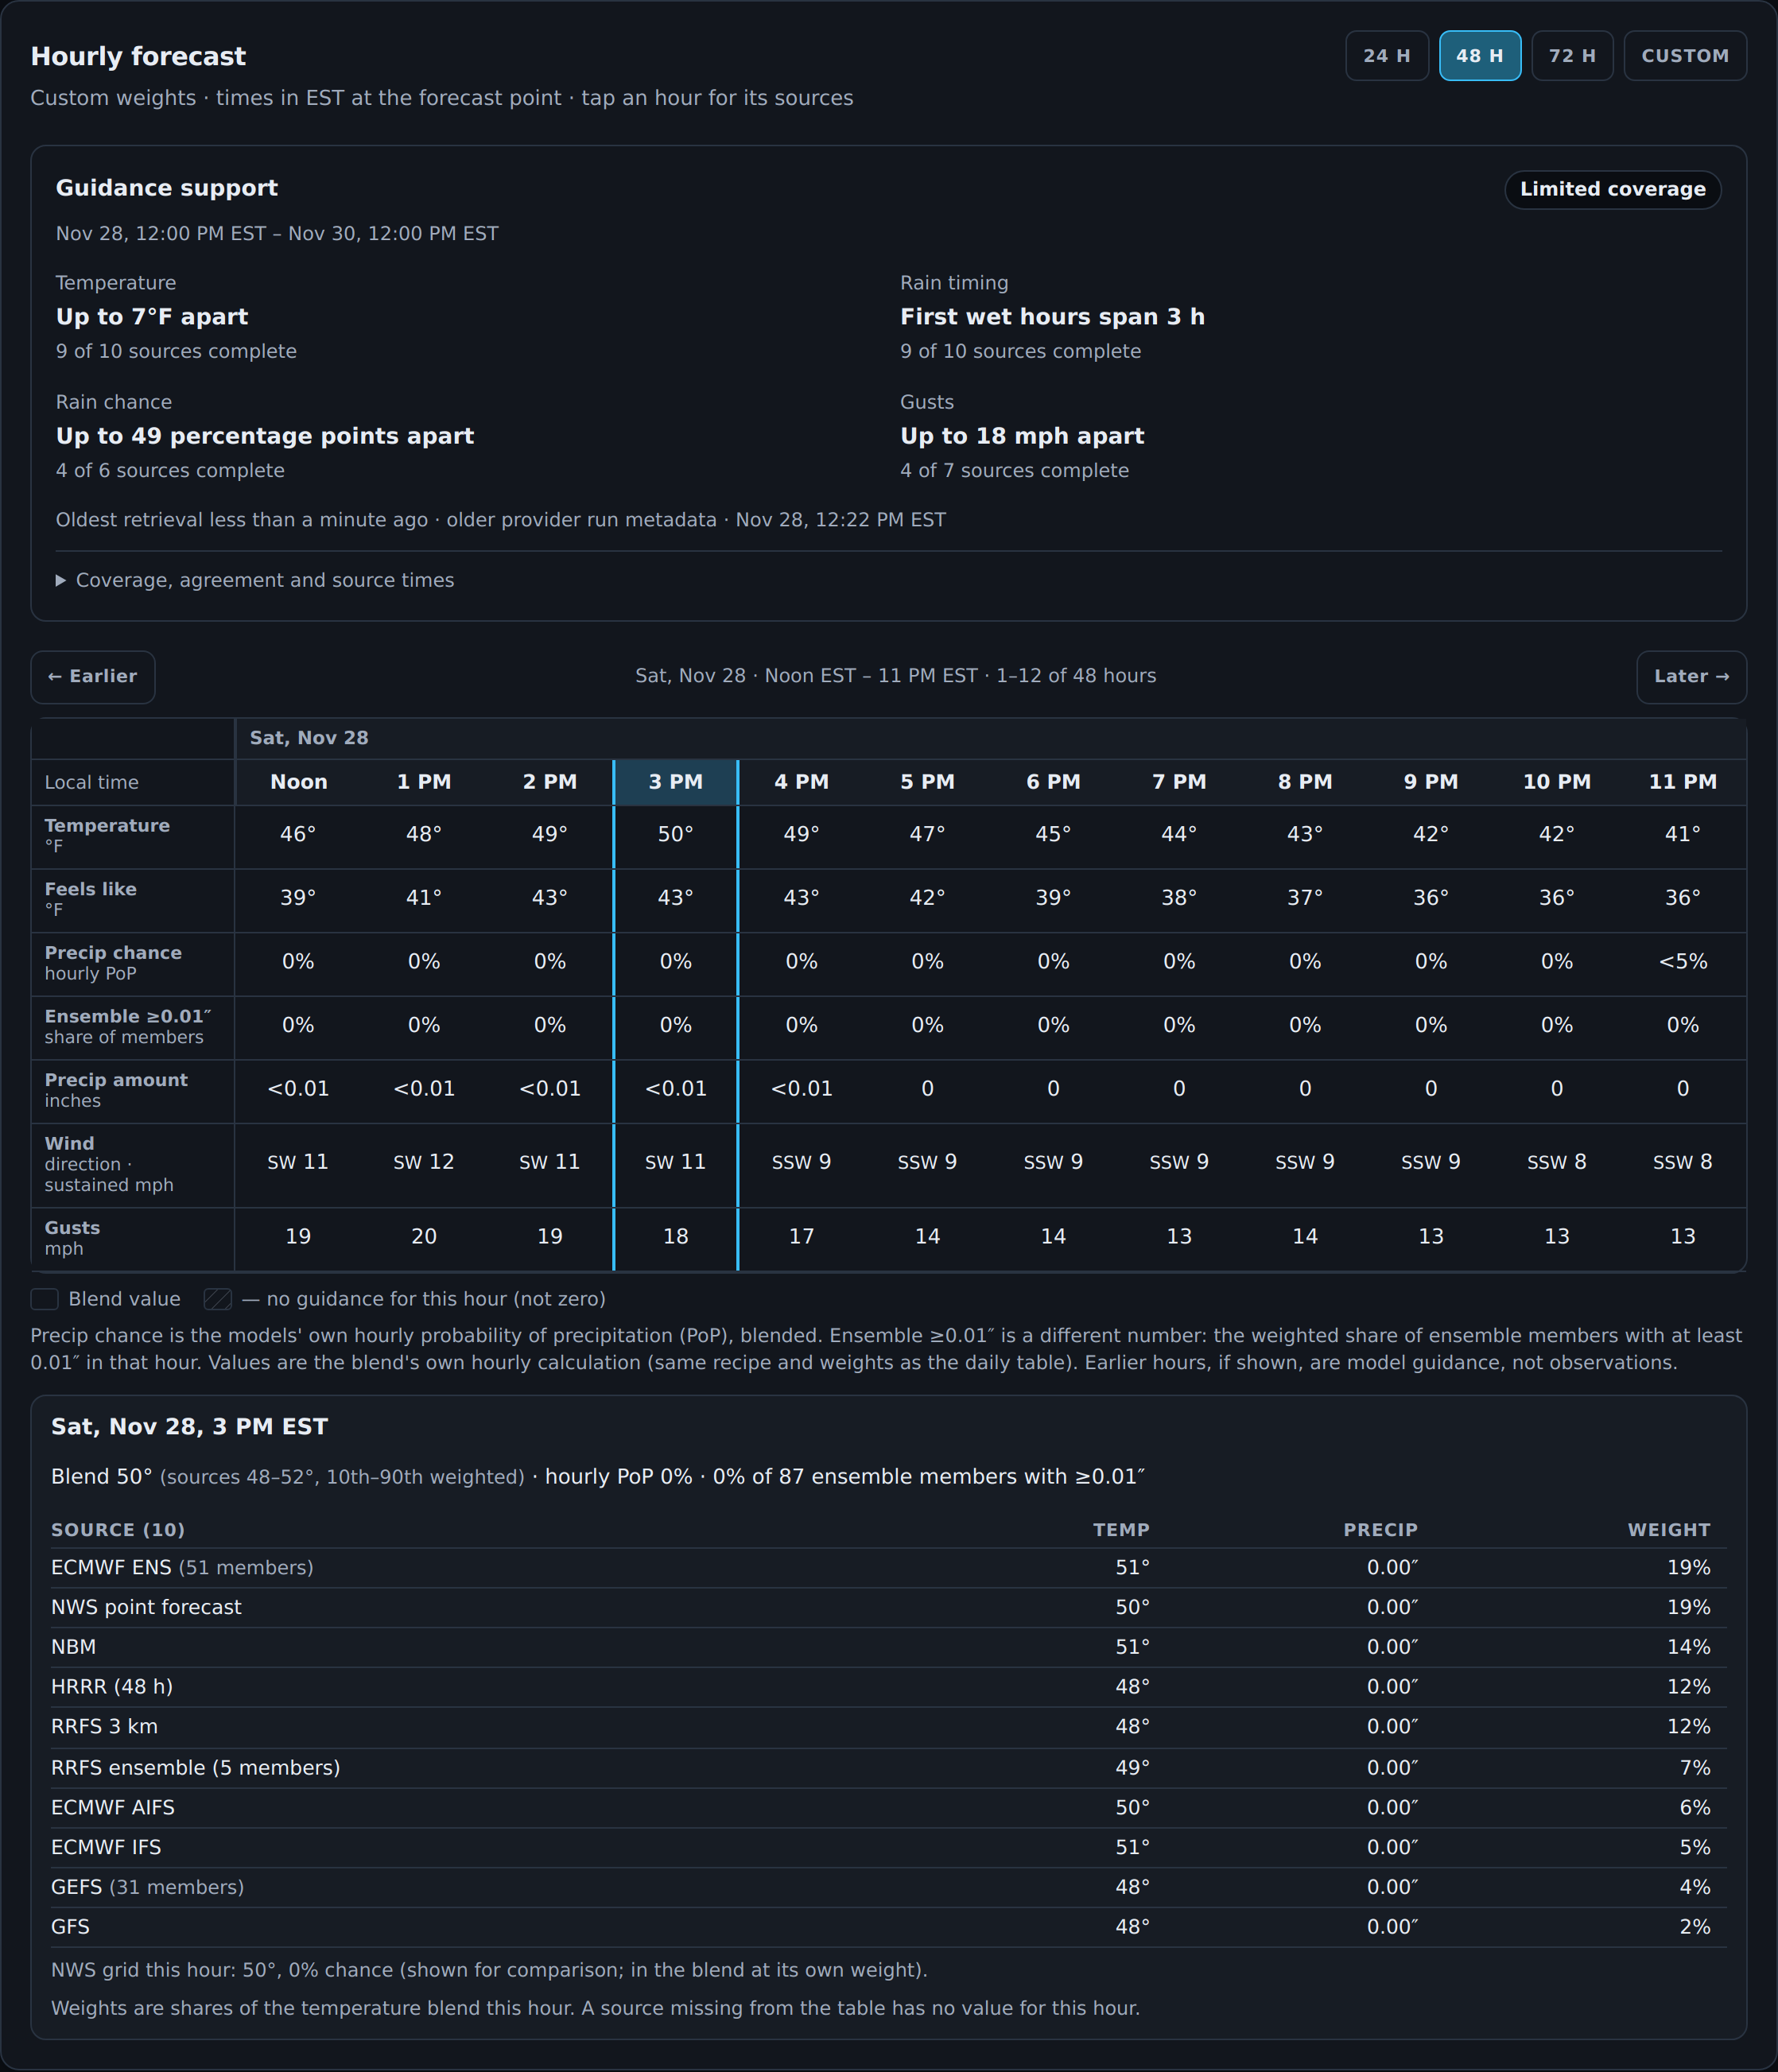 Hourly forecast
24 H
48 H
72 H
CUSTOM
Custom weights · times in EST at the forecast point · tap an hour for its sources
Guidance support
Limited coverage
Nov 28, 12:00 PM EST – Nov 30, 12:00 PM EST
Temperature
Up to 7°F apart
9 of 10 sources complete
Rain timing
First wet hours span 3 h
9 of 10 sources complete
Rain chance
Up to 49 percentage points apart
4 of 6 sources complete
Gusts
Up to 18 mph apart
4 of 7 sources complete
Oldest retrieval less than a minute ago · older provider run metadata · Nov 28, 12:22 PM EST
▶ Coverage, agreement and source times
← Earlier
Sat, Nov 28 · Noon EST – 11 PM EST · 1–12 of 48 hours
Later →
Sat, Nov 28
Local time Noon 1 PM 2 PM 3 PM 4 PM 5 PM 6 PM 7 PM 8 PM 9 PM 10 PM 11 PM
Temperature
°F
46° 48° 49° 50° 49° 47° 45° 44° 43° 42° 42° 41°
Feels like
°F
39° 41° 43° 43° 43° 42° 39° 38° 37° 36° 36° 36°
Precip chance
hourly PoP
0% 0% 0% 0% 0% 0% 0% 0% 0% 0% 0% <5%
Ensemble ≥0.01″
share of members
0% 0% 0% 0% 0% 0% 0% 0% 0% 0% 0% 0%
Precip amount
inches
<0.01 <0.01 <0.01 <0.01 <0.01 0 0 0 0 0 0 0
Wind
direction ·
sustained mph
SW 11 SW 12 SW 11 SW 11 SSW 9 SSW 9 SSW 9 SSW 9 SSW 9 SSW 9 SSW 8 SSW 8
Gusts
mph
19 20 19 18 17 14 14 13 14 13 13 13
Blend value
— no guidance for this hour (not zero)
Precip chance is the models' own hourly probability of precipitation (PoP), blended. Ensemble ≥0.01″ is a different number: the weighted share of ensemble members with at least
0.01″ in that hour. Values are the blend's own hourly calculation (same recipe and weights as the daily table). Earlier hours, if shown, are model guidance, not observations.
Sat, Nov 28, 3 PM EST
Blend 50° (sources 48–52°, 10th–90th weighted) · hourly PoP 0% · 0% of 87 ensemble members with ≥0.01″
SOURCE (10) TEMP PRECIP WEIGHT
ECMWF ENS (51 members) 51° 0.00″ 19%
NWS point forecast 50° 0.00″ 19%
NBM 51° 0.00″ 14%
HRRR (48 h) 48° 0.00″ 12%
RRFS 3 km 48° 0.00″ 12%
RRFS ensemble (5 members) 49° 0.00″ 7%
ECMWF AIFS 50° 0.00″ 6%
ECMWF IFS 51° 0.00″ 5%
GEFS (31 members) 48° 0.00″ 4%
GFS 48° 0.00″ 2%
NWS grid this hour: 50°, 0% chance (shown for comparison; in the blend at its own weight).
Weights are shares of the temperature blend this hour. A source missing from the table has no value for this hour.